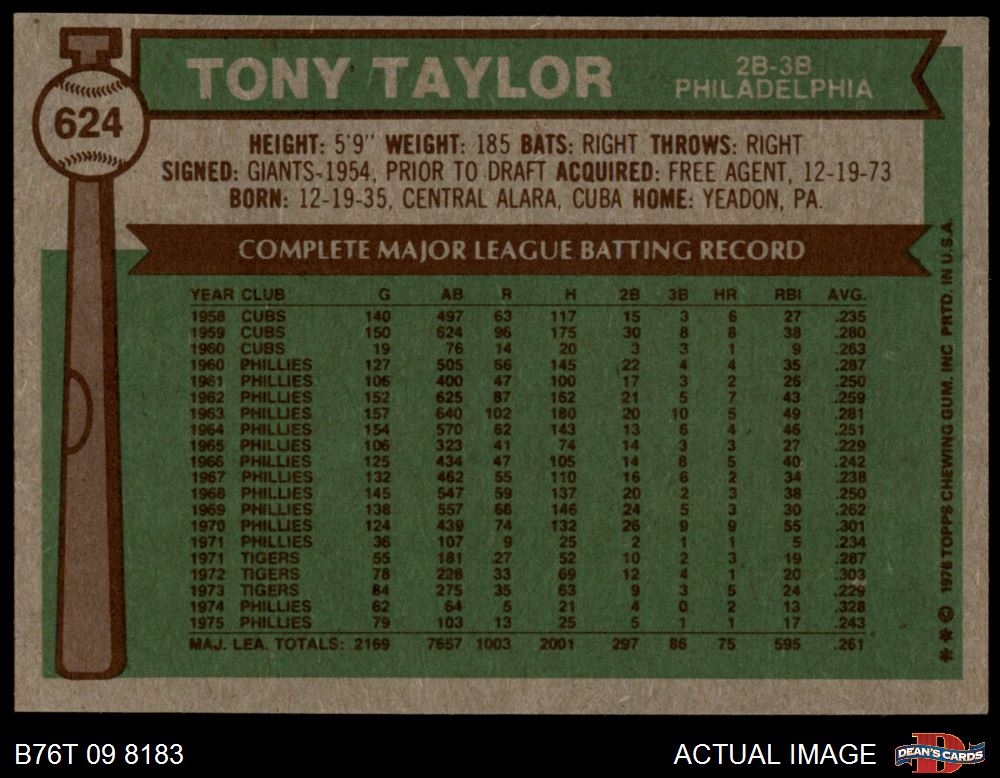 TONY TAYLOR
2B-3B
PHILADELPHIA
624
HEIGHT: 5'9" WEIGHT: 185 BATS: RIGHT THROWS: RIGHT
SIGNED: GIANTS-1954, PRIOR TO DRAFT ACQUIRED: FREE AGENT, 12-19-73
BORN: 12-19-35, CENTRAL ALARA, CUBA HOME: YEADON, PA.
COMPLETE MAJOR LEAGUE BATTING RECORD
YEAR CLUB G AB R H 2B 3B HR RBI AVG.
1958 CUBS 140 497 63 117 15 3 6 27 .235
1959 CUBS 150 624 96 175 30 8 8 38 .280
1960 CUBS 19 76 14 20 3 3 1 9 .263
1960 PHILLIES 127 505 66 145 22 4 4 35 .287
1961 PHILLIES 106 400 47 100 17 3 2 26 .250
1962 PHILLIES 152 625 87 162 21 5 7 43 .259
1963 PHILLIES 157 640 102 180 20 10 5 49 .281
1964 PHILLIES 154 570 62 143 13 6 4 46 .251
1965 PHILLIES 106 323 41 74 14 3 3 27 .229
1966 PHILLIES 125 434 47 105 14 8 5 40 .242
1967 PHILLIES 132 462 55 110 16 6 2 34 .238
1968 PHILLIES 145 547 59 137 20 2 3 38 .250
1969 PHILLIES 138 557 68 146 24 5 3 30 .262
1970 PHILLIES 124 439 74 132 26 9 9 55 .301
1971 PHILLIES 36 107 9 25 2 1 1 5 .234
1971 TIGERS 55 181 27 52 10 2 3 19 .287
1972 TIGERS 78 228 33 69 12 4 1 20 .303
1973 TIGERS 84 275 35 63 9 3 5 24 .229
1974 PHILLIES 62 64 5 21 4 0 2 13 .328
1975 PHILLIES 79 103 13 25 5 1 1 17 .243
MAJ. LEA. TOTALS: 2169 7657 1003 2001 297 86 75 595 .261
* * © 1976 TOPPS CHEWING GUM, INC PRTD. IN U.S.A.
B76T 09 8183
ACTUAL IMAGE
DEAN'S CARDS